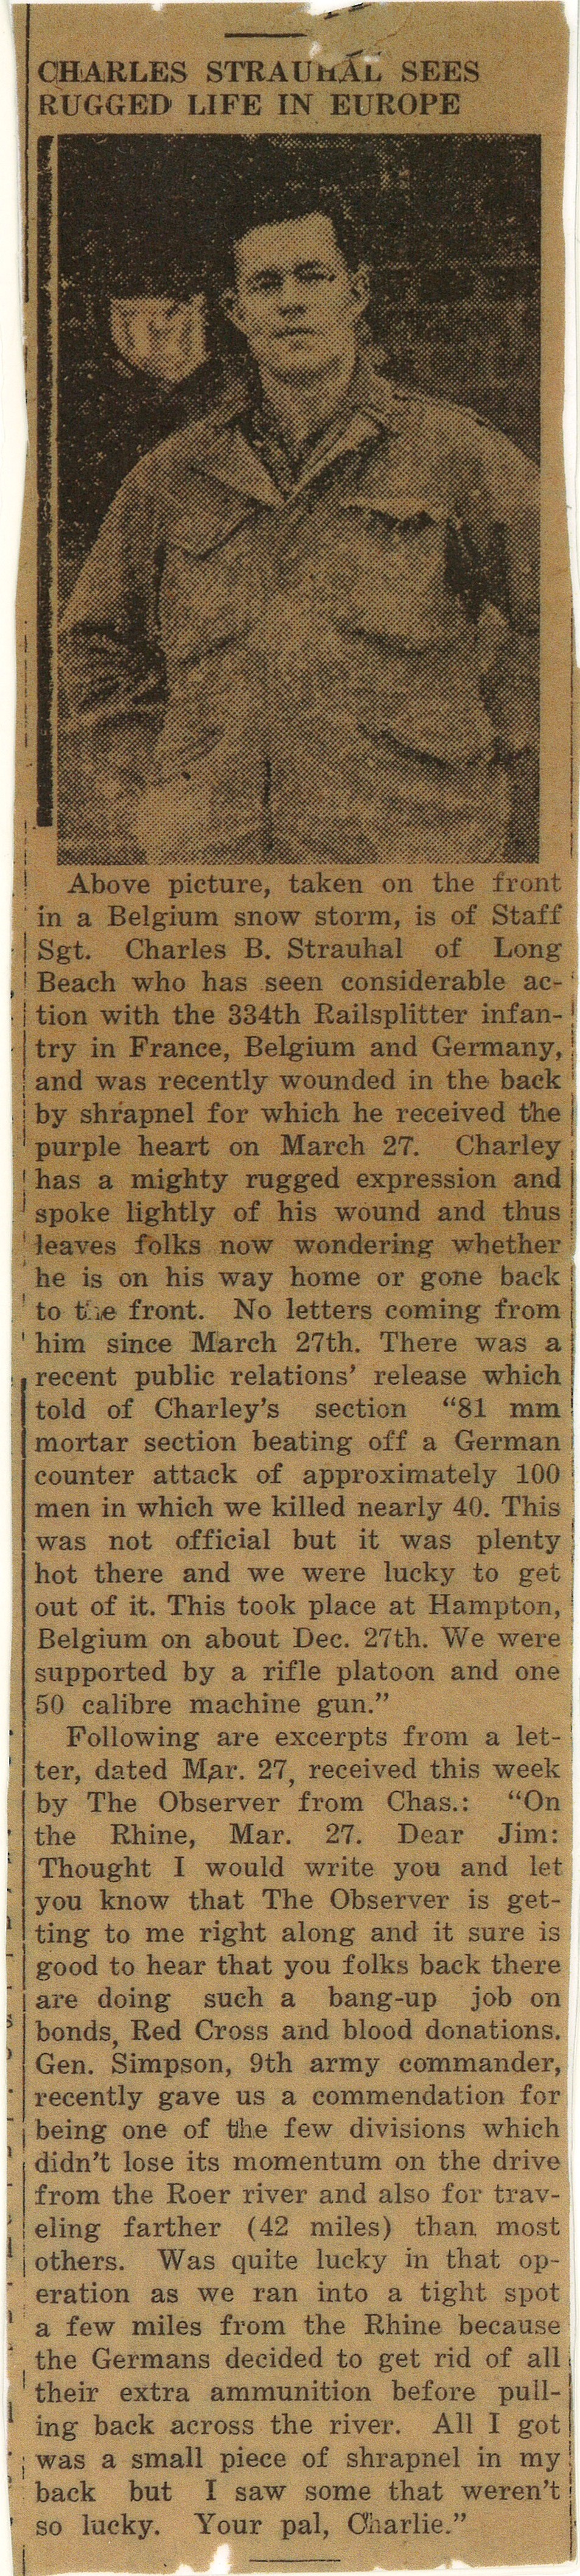 CHARLES STRAUHAL SEES
RUGGED LIFE IN EUROPE
Above picture, taken on the front
in a Belgium snow storm, is of Staff
Sgt. Charles B. Strauhal of Long
Beach who has seen considerable ac-
tion with the 334th Railsplitter infan-
try in France, Belgium and Germany,
and was recently wounded in the back
by shrapnel for which he received the
purple heart on March 27. Charley
has a mighty rugged expression and
spoke lightly of his wound and thus
leaves folks now wondering whether
he is on his way home or gone back
to the front. No letters coming from
him since March 27th. There was a
recent public relations' release which
told of Charley's section "81 mm
mortar section beating off a German
counter attack of approximately 100
men in which we killed nearly 40. This
was not official but it was plenty
hot there and we were lucky to get
out of it. This took place at Hampton,
Belgium on about Dec. 27th. We were
supported by a rifle platoon and one
50 calibre machine gun."
Following are excerpts from a let-
ter, dated Mar. 27, received this week
by The Observer from Chas.: "On
the Rhine, Mar. 27. Dear Jim:
Thought I would write you and let
you know that The Observer is get-
ting to me right along and it sure is
good to hear that you folks back there
are doing such a bang-up job on
bonds, Red Cross and blood donations.
Gen. Simpson, 9th army commander,
recently gave us a commendation for
being one of the few divisions which
didn't lose its momentum on the drive
from the Roer river and also for trav-
eling farther (42 miles) than most
others. Was quite lucky in that op-
eration as we ran into a tight spot
a few miles from the Rhine because
the Germans decided to get rid of all
their extra ammunition before pull-
ing back across the river. All I got
was a small piece of shrapnel in my
back but I saw some that weren't
so lucky. Your pal, Charlie."